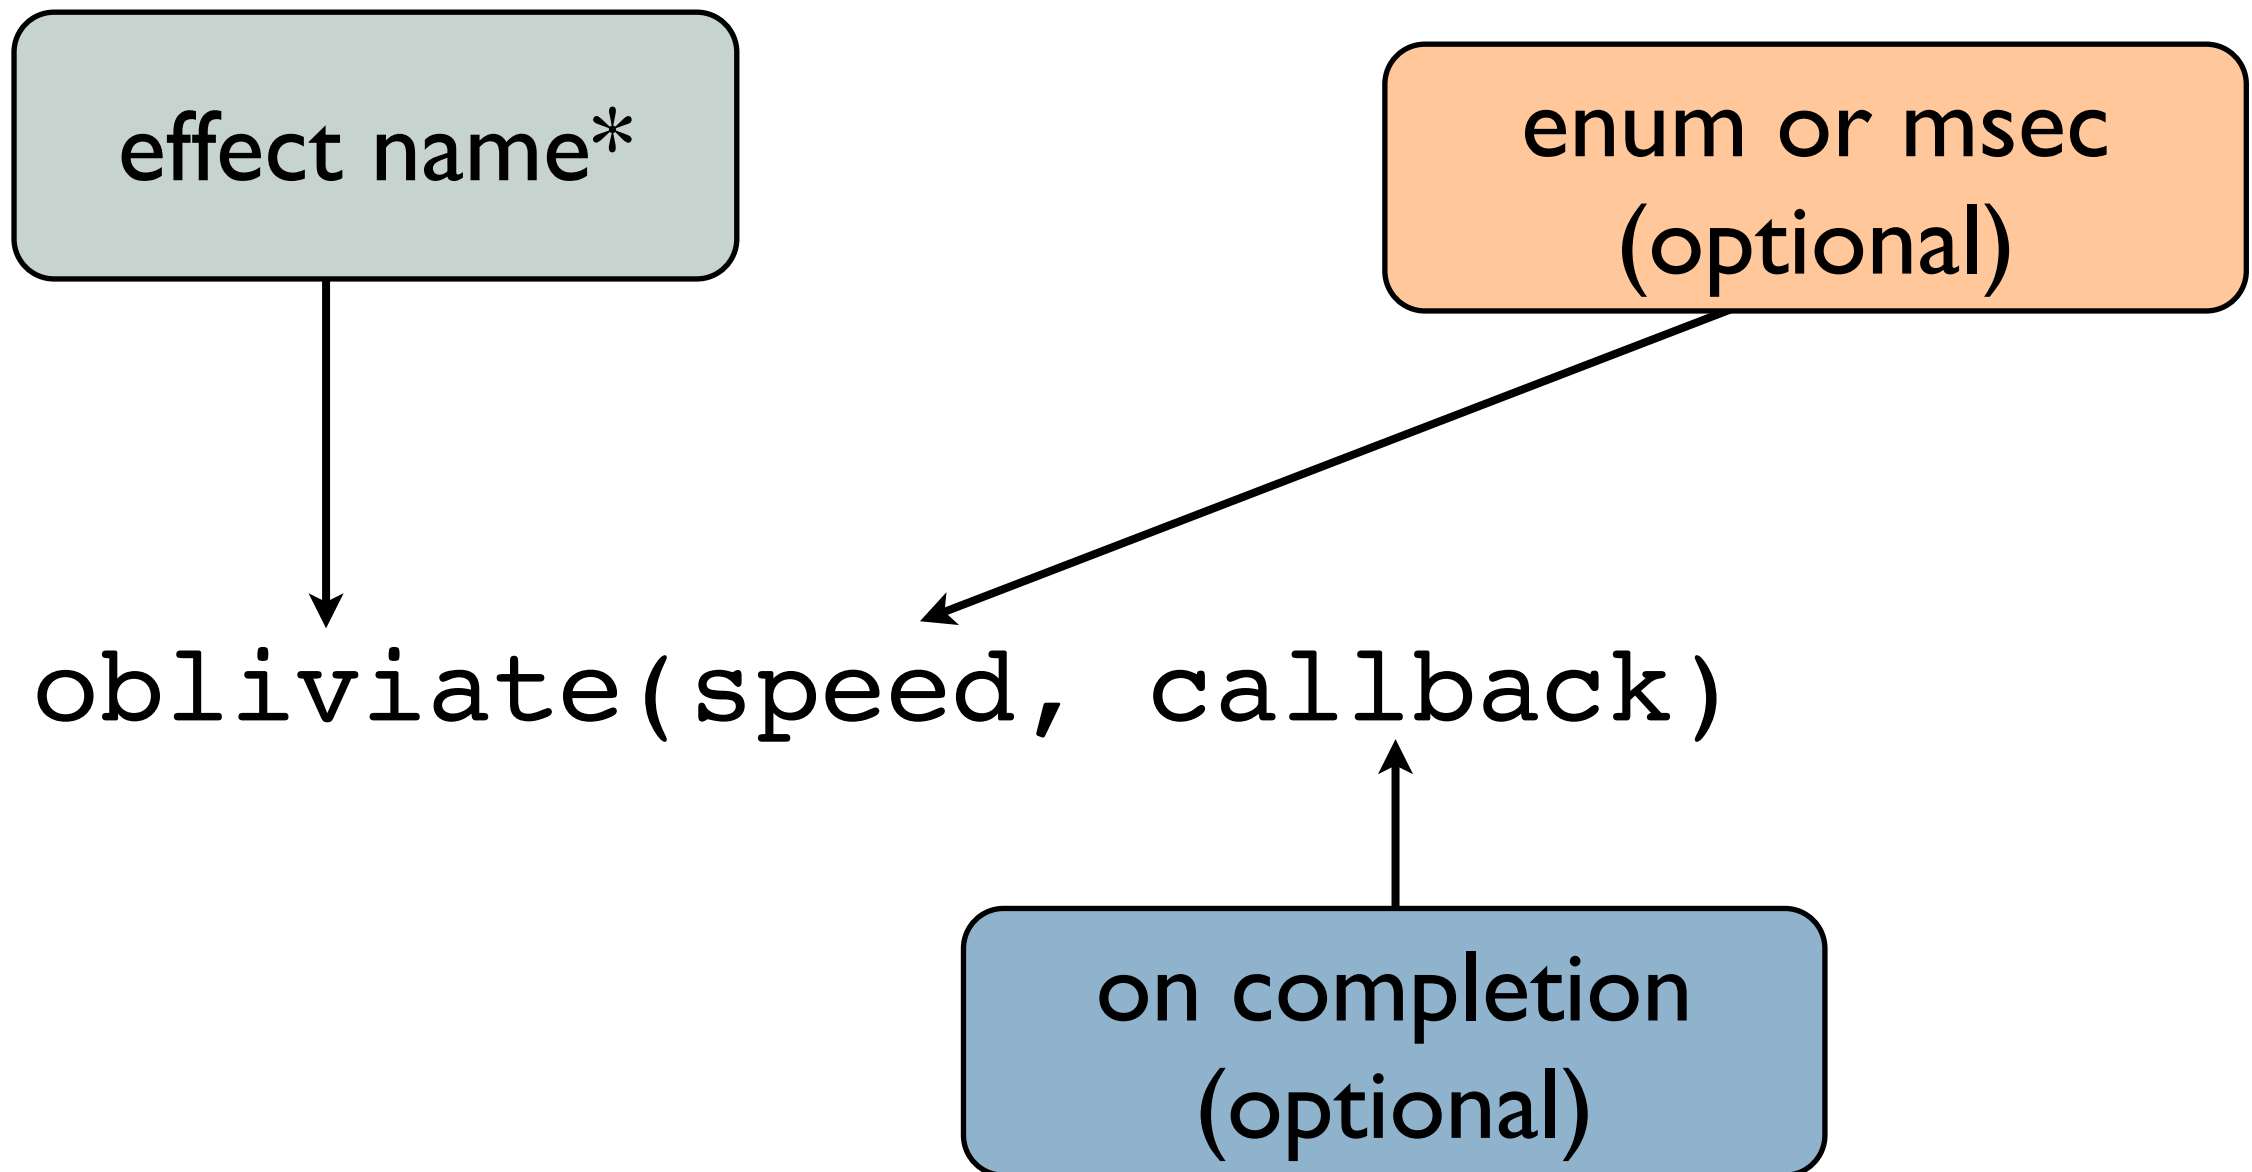 effect name*
enum or msec
(optional)
obliviate(speed, callback)
on completion
(optional)